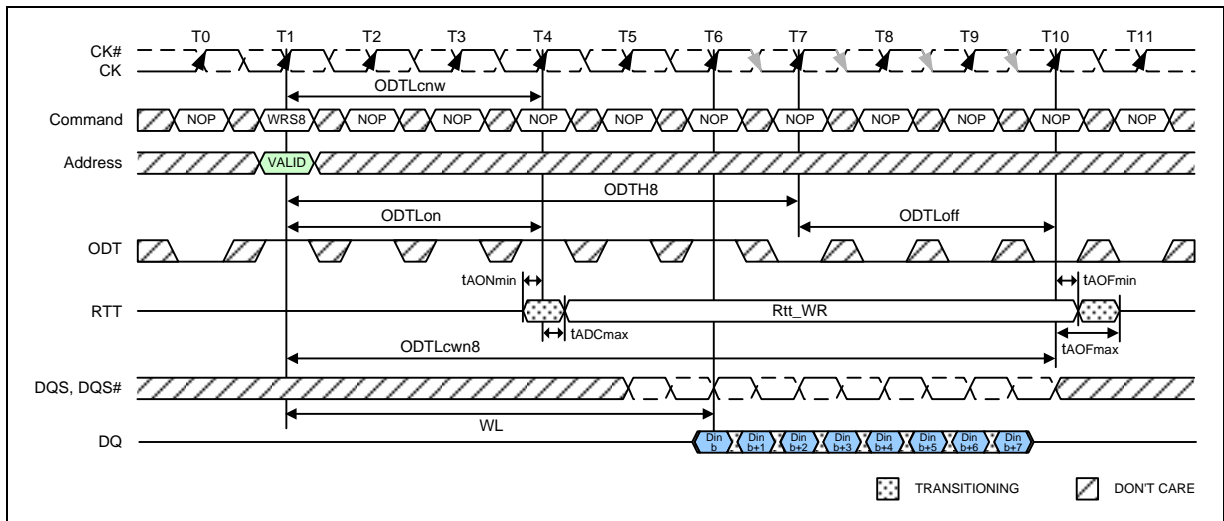 T0 T1 T2 T3 T4 T5 T6 T7 T8 T9 T10 T11
CK#
CK
ODTLcnw
Command NOP WRS8 NOP NOP NOP NOP NOP NOP NOP NOP NOP NOP
Address VALID
ODTH8
ODTLon ODTLoff
ODT
tAONmin tAOFmin
RTT Rtt_WR
tADCmax tAOFmax
ODTLcwn8
DQS, DQS#
WL
DQ Din b Din b+1 Din b+2 Din b+3 Din b+4 Din b+5 Din b+6 Din b+7
TRANSITIONING DON'T CARE